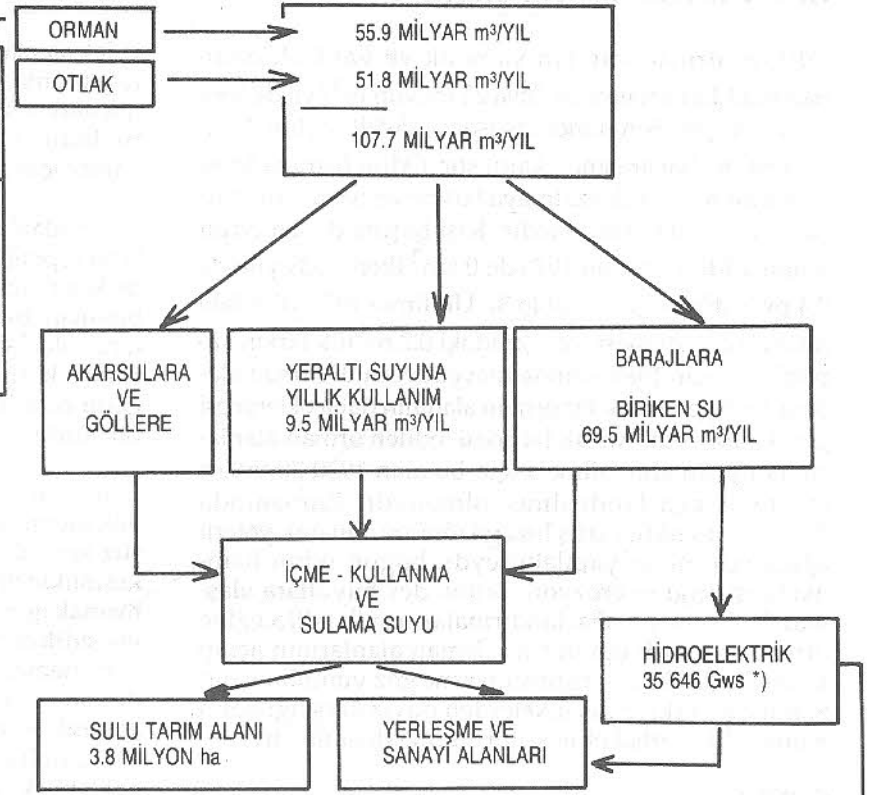 ORMAN
55.9 MİLYAR m³/YIL
OTLAK
51.8 MİLYAR m³/YIL
107.7 MİLYAR m³/YIL
AKARSULARA
VE
GÖLLERE
YERALTI SUYUNA
YILLIK KULLANIM
9.5 MİLYAR m³/YIL
BARAJLARA
BİRİKEN SU
69.5 MİLYAR m³/YIL
İÇME - KULLANMA
VE
SULAMA SUYU
HİDROELEKTRİK
35 646 Gws *)
SULU TARIM ALANI
3.8 MİLYON ha
YERLEŞME VE
SANAYİ ALANLARI